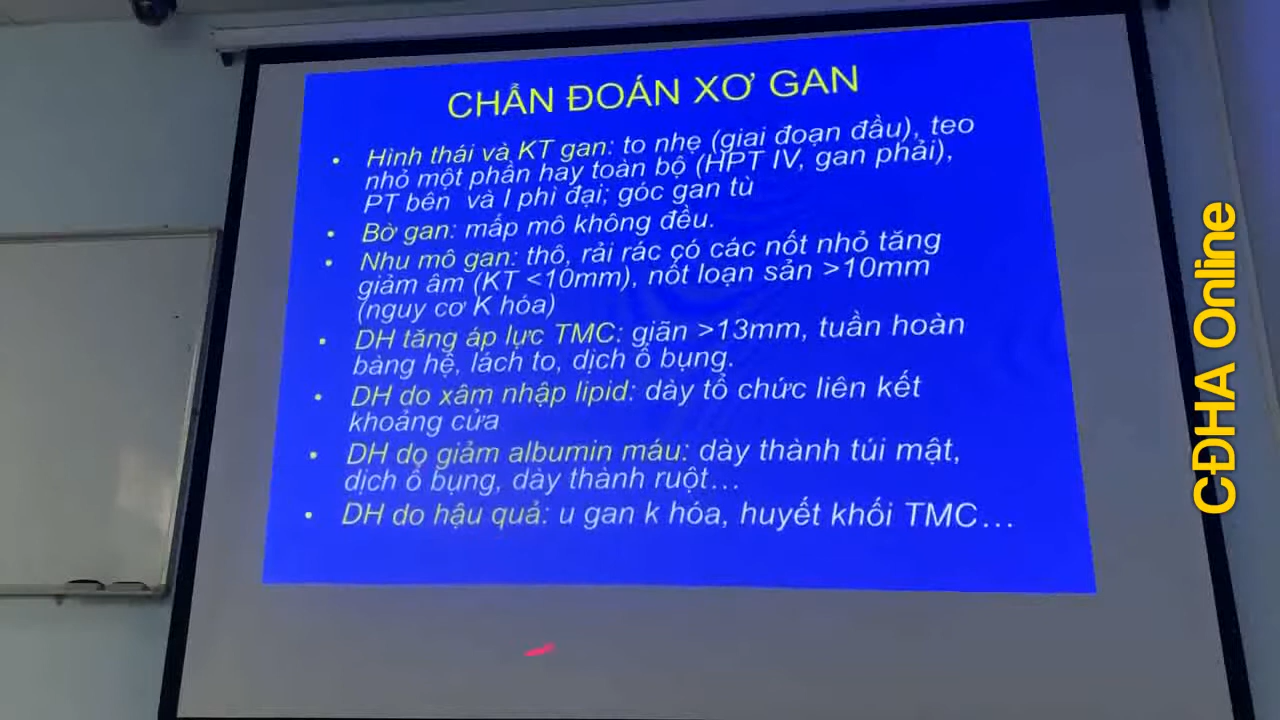 CHẨN ĐOÁN XƠ GAN
• Hình thái và KT gan: to nhẹ (giai đoạn đầu), teo
nhỏ một phần hay toàn bộ (HPT IV, gan phải),
PT bên và I phì đại; góc gan tù
• Bờ gan: mấp mô không đều.
• Nhu mô gan: thô, rải rác có các nốt nhỏ tăng
giảm âm (KT <10mm), nốt loạn sản >10mm
(nguy cơ K hóa)
• DH tăng áp lực TMC: giãn >13mm, tuần hoàn
bàng hệ, lách to, dịch ổ bụng.
• DH do xâm nhập lipid: dày tổ chức liên kết
khoảng cửa
• DH do giảm albumin máu: dày thành túi mật,
dịch ổ bụng, dày thành ruột…
• DH do hậu quả: u gan k hóa, huyết khối TMC…
CĐHA Online